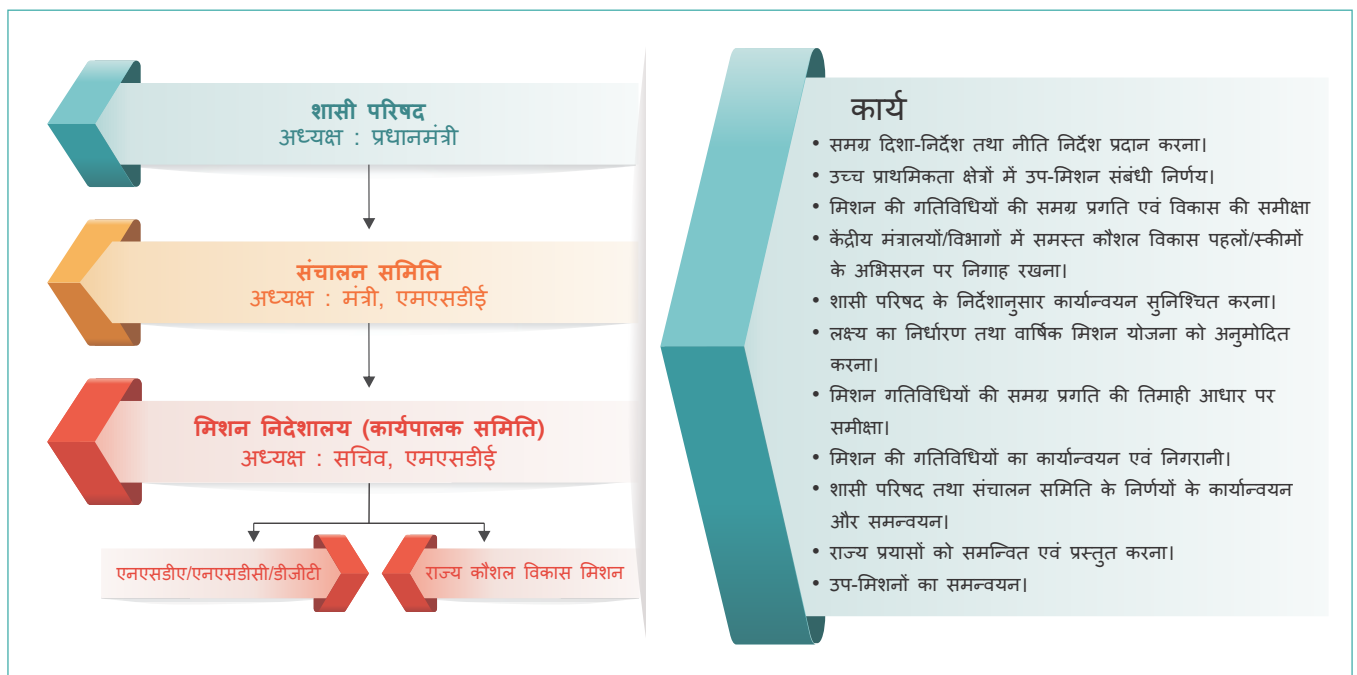 शासी परिषद
अध्यक्ष : प्रधानमंत्री
संचालन समिति
अध्यक्ष : मंत्री, एमएसडीई
मिशन निदेशालय (कार्यपालक समिति)
अध्यक्ष : सचिव, एमएसडीई
एनएसडीए/एनएसडीसी/डीजीटी
राज्य कौशल विकास मिशन
कार्य
• समग्र दिशा-निर्देश तथा नीति निर्देश प्रदान करना।
• उच्च प्राथमिकता क्षेत्रों में उप-मिशन संबंधी निर्णय।
• मिशन की गतिविधियों की समग्र प्रगति एवं विकास की समीक्षा
• केंद्रीय मंत्रालयों/विभागों में समस्त कौशल विकास पहलों/स्कीमों
के अभिसरन पर निगाह रखना।
• शासी परिषद के निर्देशानुसार कार्यान्वयन सुनिश्चित करना।
• लक्ष्य का निर्धारण तथा वार्षिक मिशन योजना को अनुमोदित
करना।
• मिशन गतिविधियों की समग्र प्रगति की तिमाही आधार पर
समीक्षा।
• मिशन की गतिविधियों का कार्यान्वयन एवं निगरानी।
• शासी परिषद तथा संचालन समिति के निर्णयों के कार्यान्वयन
और समन्वयन।
• राज्य प्रयासों को समन्वित एवं प्रस्तुत करना।
• उप-मिशनों का समन्वयन।